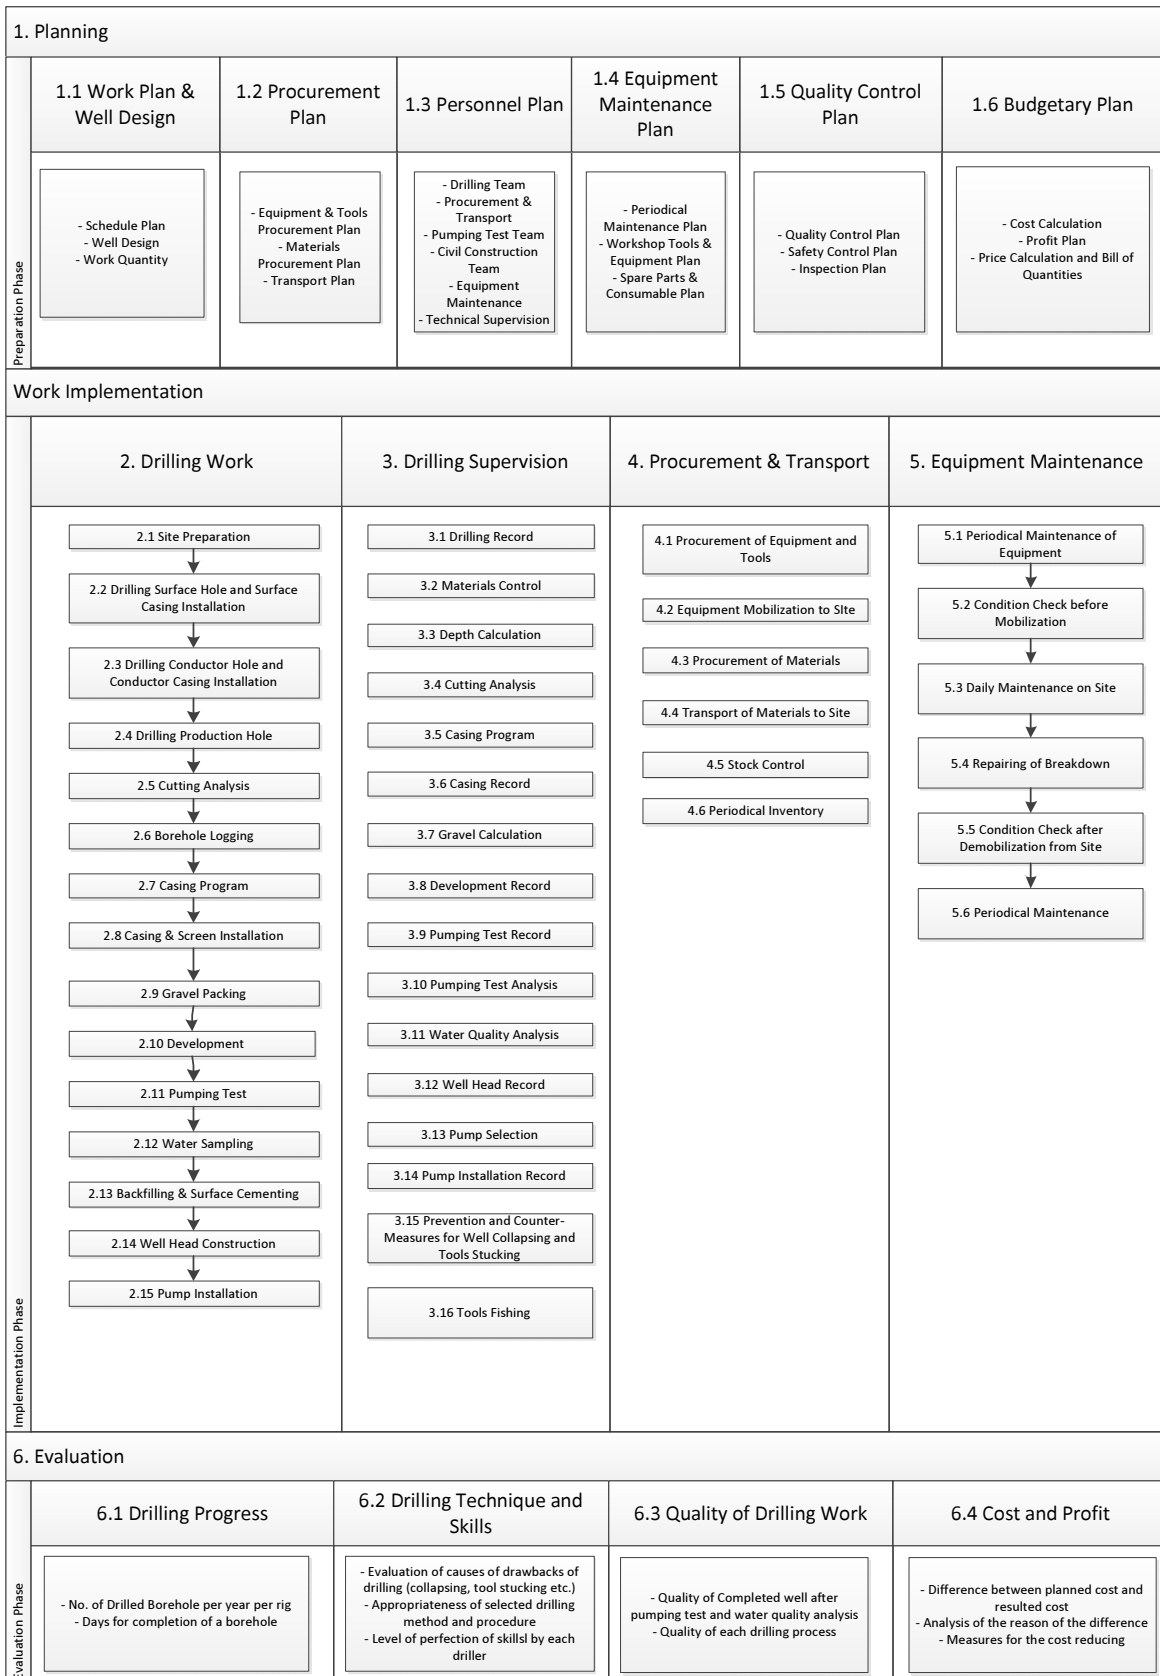 1. Planning
Preparation Phase
1.1 Work Plan &
Well Design
1.2 Procurement
Plan
1.3 Personnel Plan
1.4 Equipment
Maintenance
Plan
1.5 Quality Control
Plan
1.6 Budgetary Plan
- Schedule Plan
- Well Design
- Work Quantity
- Equipment & Tools
Procurement Plan
- Materials
Procurement Plan
- Transport Plan
- Drilling Team
- Procurement &
Transport
- Pumping Test Team
- Civil Construction
Team
- Equipment
Maintenance
- Technical Supervision
- Periodical
Maintenance Plan
- Workshop Tools &
Equipment Plan
- Spare Parts &
Consumable Plan
- Quality Control Plan
- Safety Control Plan
- Inspection Plan
- Cost Calculation
- Profit Plan
- Price Calculation and Bill of
Quantities
Work Implementation
Implementation Phase
2. Drilling Work
2.1 Site Preparation
2.2 Drilling Surface Hole and Surface
Casing Installation
2.3 Drilling Conductor Hole and
Conductor Casing Installation
2.4 Drilling Production Hole
2.5 Cutting Analysis
2.6 Borehole Logging
2.7 Casing Program
2.8 Casing & Screen Installation
2.9 Gravel Packing
2.10 Development
2.11 Pumping Test
2.12 Water Sampling
2.13 Backfilling & Surface Cementing
2.14 Well Head Construction
2.15 Pump Installation
3. Drilling Supervision
3.1 Drilling Record
3.2 Materials Control
3.3 Depth Calculation
3.4 Cutting Analysis
3.5 Casing Program
3.6 Casing Record
3.7 Gravel Calculation
3.8 Development Record
3.9 Pumping Test Record
3.10 Pumping Test Analysis
3.11 Water Quality Analysis
3.12 Well Head Record
3.13 Pump Selection
3.14 Pump Installation Record
3.15 Prevention and Counter-
Measures for Well Collapsing and
Tools Stucking
3.16 Tools Fishing
4. Procurement & Transport
4.1 Procurement of Equipment and
Tools
4.2 Equipment Mobilization to SIte
4.3 Procurement of Materials
4.4 Transport of Materials to Site
4.5 Stock Control
4.6 Periodical Inventory
5. Equipment Maintenance
5.1 Periodical Maintenance of
Equipment
5.2 Condition Check before
Mobilization
5.3 Daily Maintenance on Site
5.4 Repairing of Breakdown
5.5 Condition Check after
Demobilization from Site
5.6 Periodical Maintenance
6. Evaluation
Evaluation Phase
6.1 Drilling Progress
6.2 Drilling Technique and
Skills
6.3 Quality of Drilling Work
6.4 Cost and Profit
- No. of Drilled Borehole per year per rig
- Days for completion of a borehole
- Evaluation of causes of drawbacks of
drilling (collapsing, tool stucking etc.)
- Appropriateness of selected drilling
method and procedure
- Level of perfection of skillsl by each
driller
- Quality of Completed well after
pumping test and water quality analysis
- Quality of each drilling process
- Difference between planned cost and
resulted cost
- Analysis of the reason of the difference
- Measures for the cost reducing